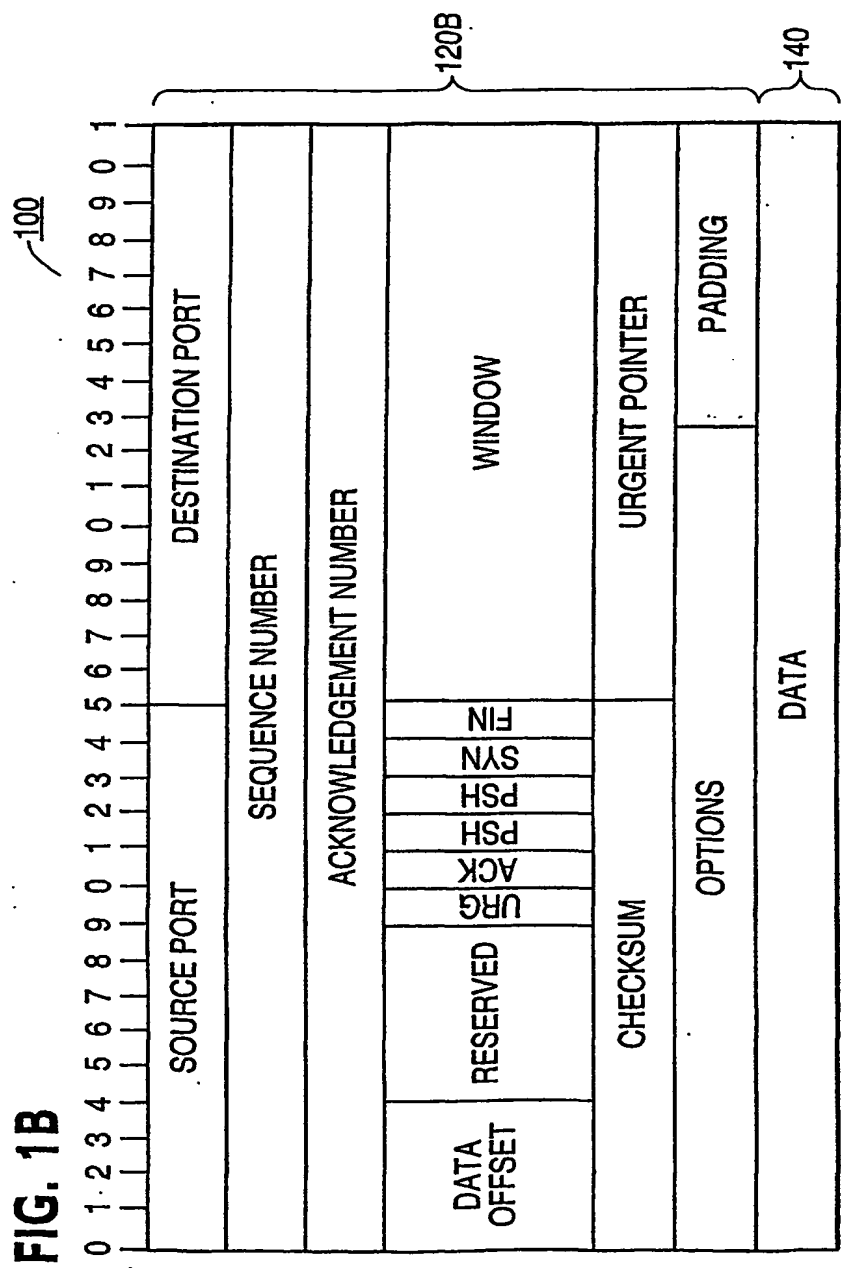 FIG. 1B
100
0 1 2 3 4 5 6 7 8 9 0 1 2 3 4 5 6 7 8 9 0 1 2 3 4 5 6 7 8 9 0 1
SOURCE PORT DESTINATION PORT
SEQUENCE NUMBER
ACKNOWLEDGEMENT NUMBER
DATA OFFSET RESERVED URG ACK PSH PSH SYN FIN WINDOW
CHECKSUM URGENT POINTER
OPTIONS PADDING
DATA
120B
140